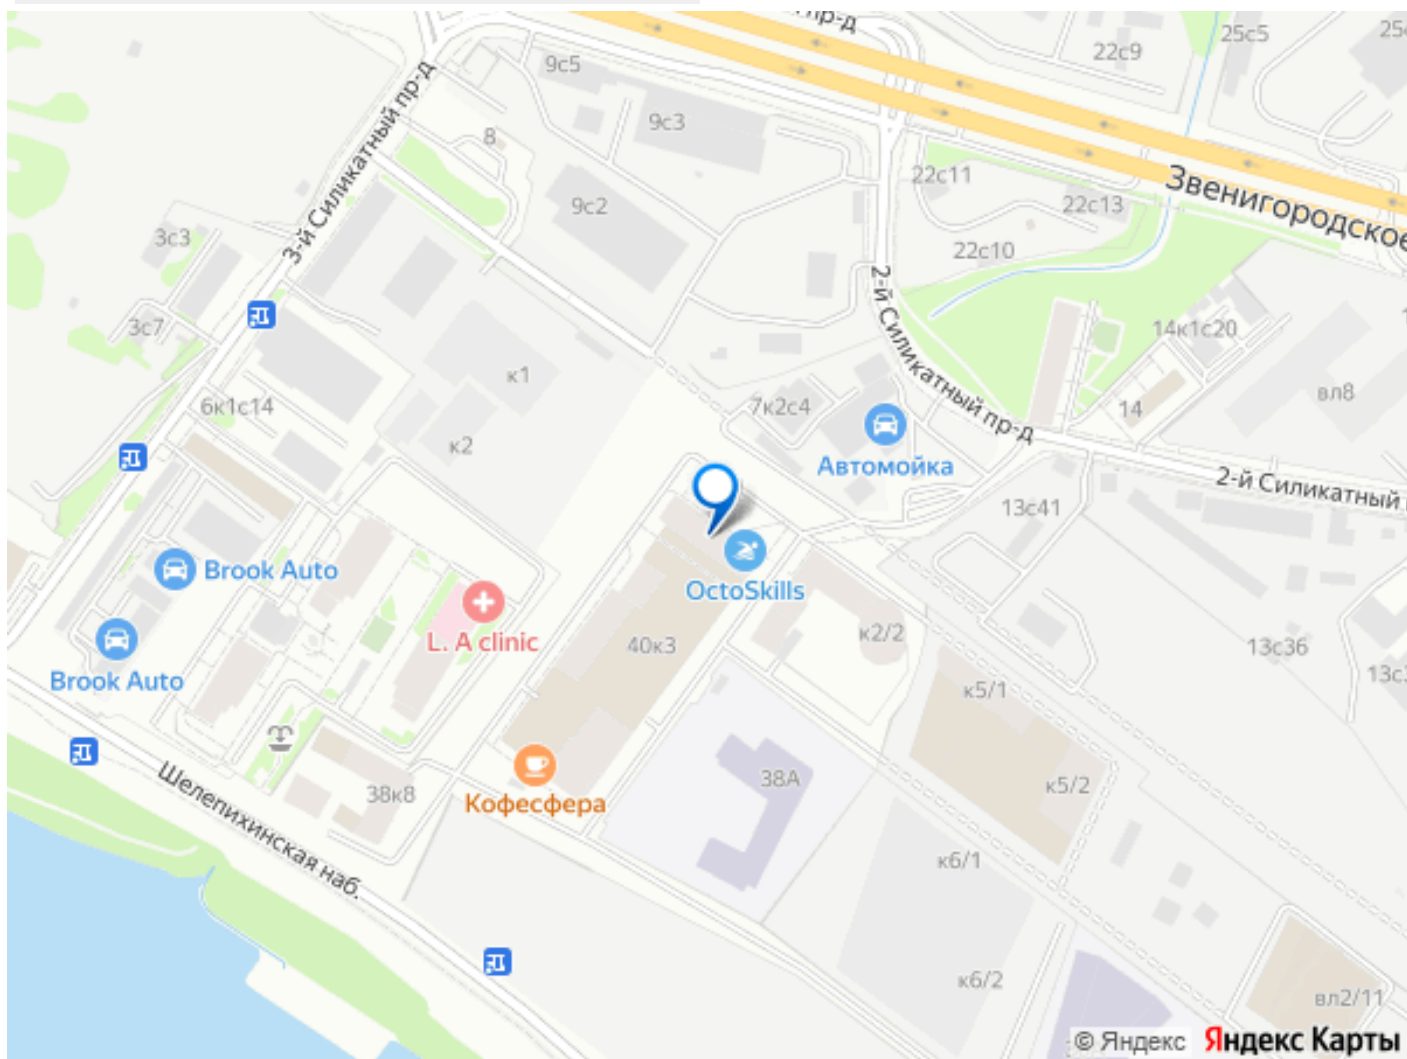 пр-д
25с5
22с9
9с5
3-й Силикатный пр-д
9с3
8
22с11
Звенигородское
9с2
22с13
3с3
22с10
2-й Силикатный пр-д
3с7
14к1с20
к1
вл8
6к1с14
7к2с4
14
к2
Автомойка
2-й Силикатный
13с41
Brook Auto
OctoSkills
L. A clinic
40к3
к2/2
13с36
Brook Auto
к5/1
38А
к5/2
Шелепихинская наб.
38к8
Кофесфера
к6/1
к6/2
вл2/11
© Яндекс Яндекс Карты